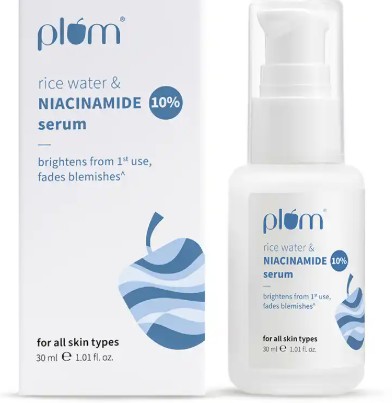 plum®
rice water &
NIACINAMIDE 10%
serum
brightens from 1st use,
fades blemishes^
for all skin types
30 ml ℮ 1.01 fl. oz.
plum®
rice water &
NIACINAMIDE 10%
serum
brightens from 1st use,
fades blemishes^
for all skin types
30 ml ℮ 1.01 fl. oz.